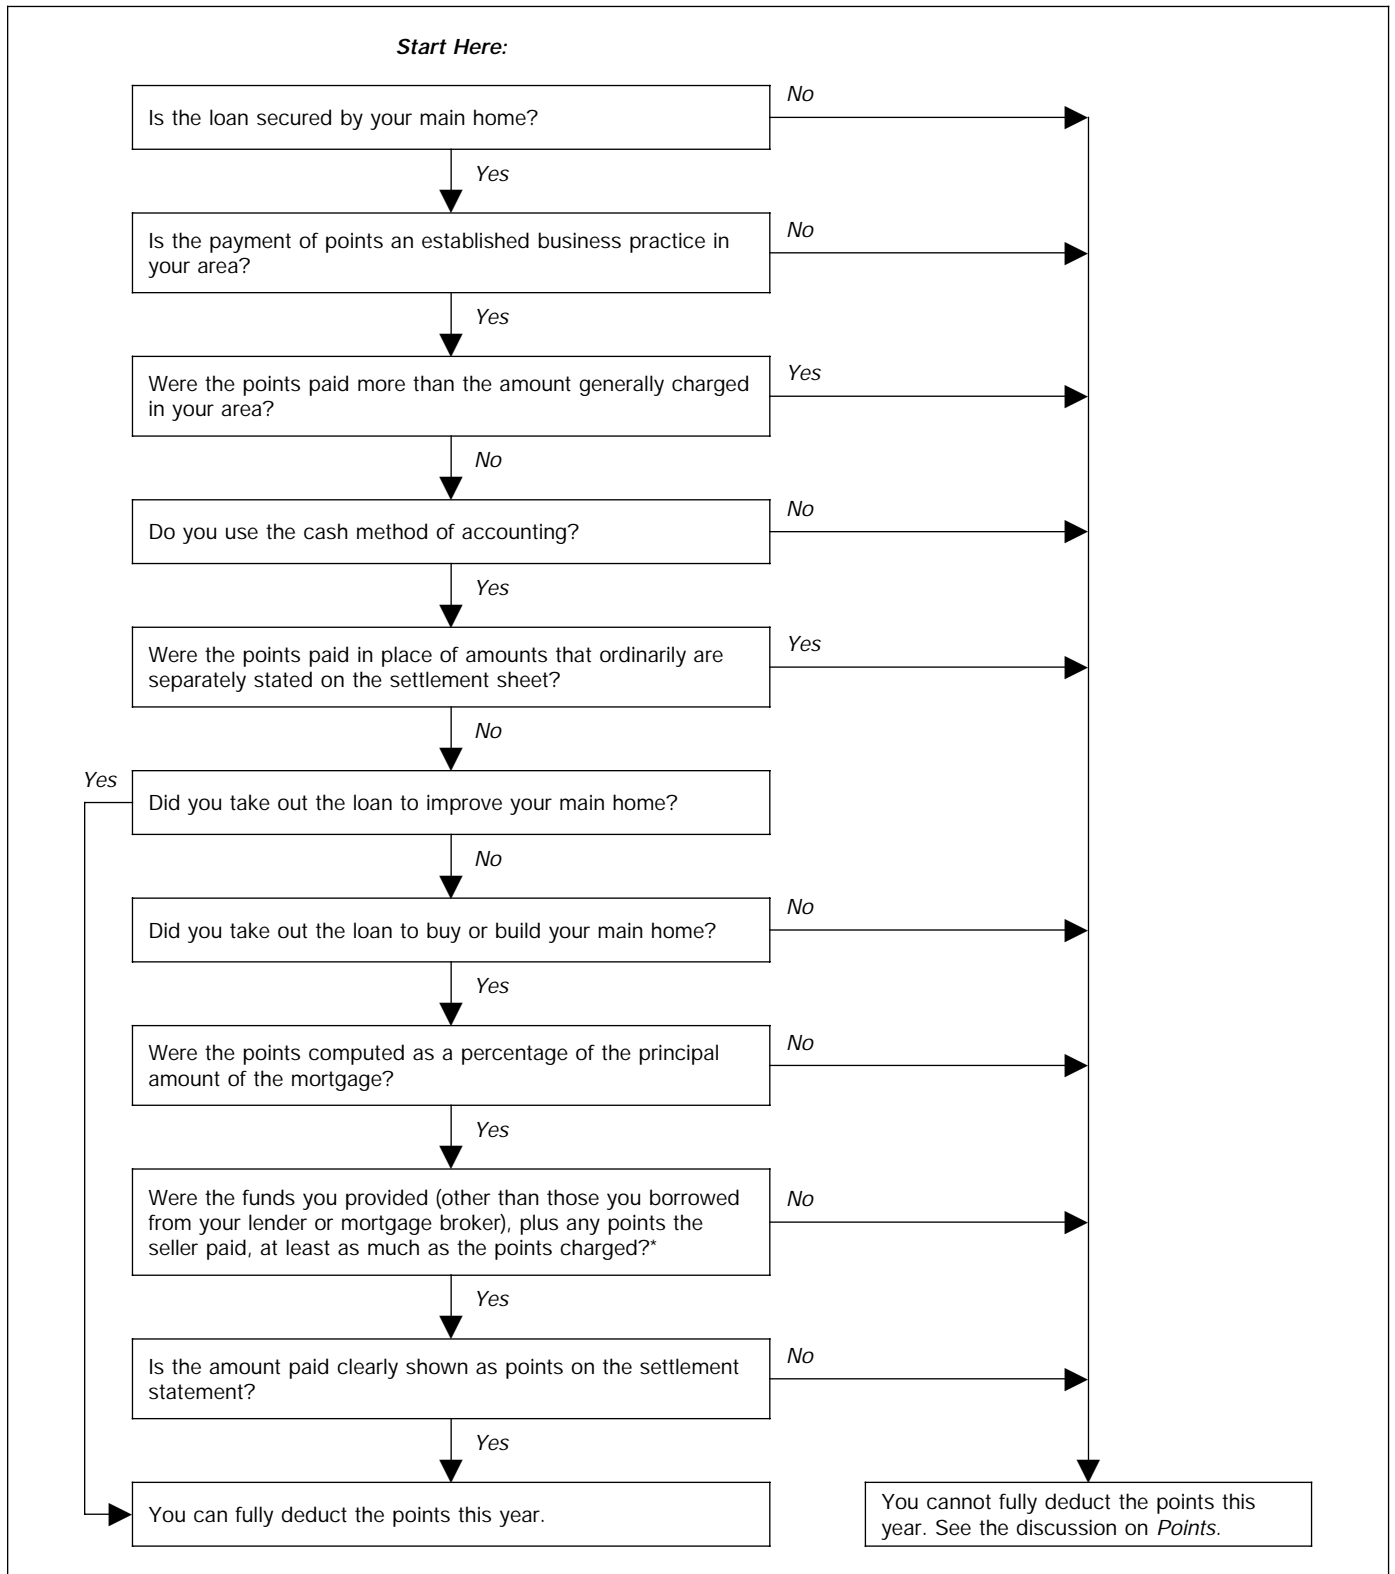 Start Here:
Is the loan secured by your main home?
No
Yes
Is the payment of points an established business practice in
your area?
No
Yes
Were the points paid more than the amount generally charged
in your area?
Yes
No
Do you use the cash method of accounting?
No
Yes
Were the points paid in place of amounts that ordinarily are
separately stated on the settlement sheet?
Yes
No
Yes
Did you take out the loan to improve your main home?
No
Did you take out the loan to buy or build your main home?
No
Yes
Were the points computed as a percentage of the principal
amount of the mortgage?
No
Yes
Were the funds you provided (other than those you borrowed
from your lender or mortgage broker), plus any points the
seller paid, at least as much as the points charged?*
No
Yes
Is the amount paid clearly shown as points on the settlement
statement?
No
Yes
You can fully deduct the points this year.
You cannot fully deduct the points this
year. See the discussion on Points.